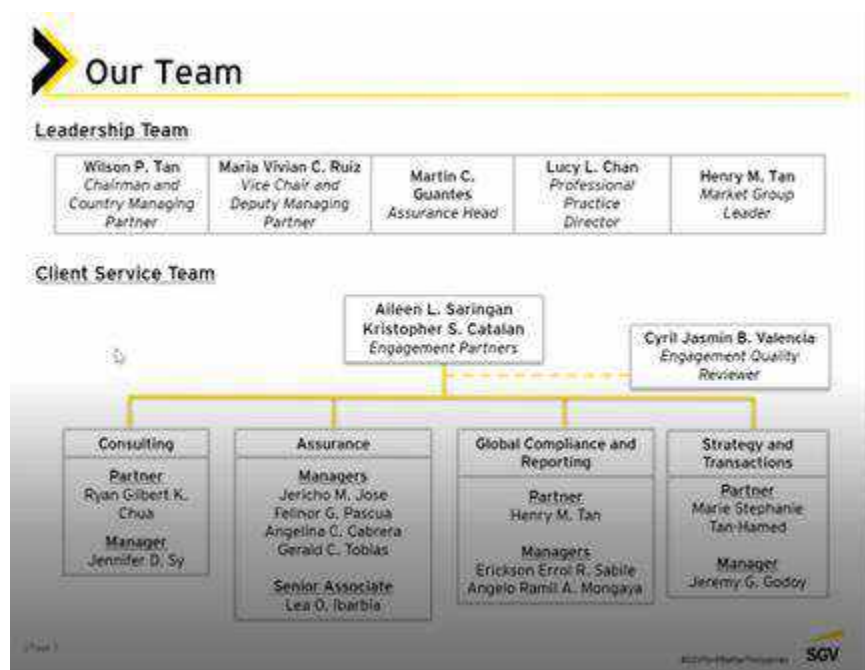 Our Team
Leadership Team
Wilson P. Tan
Chairman and
Country Managing
Partner
Maria Vivian C. Ruiz
Vice Chair and
Deputy Managing
Partner
Martin C.
Guantes
Assurance Head
Lucy L. Chan
Professional
Practice
Director
Henry M. Tan
Market Group
Leader
Client Service Team
Aileen L. Saringan
Kristopher S. Catalan
Engagement Partners
Cyril Jasmin B. Valencia
Engagement Quality
Reviewer
Consulting
Partner
Ryan Gilbert K.
Chua
Manager
Jennifer D. Sy
Assurance
Managers
Jericho M. Jose
Felinor G. Pascua
Angelina C. Cabrera
Gerald C. Tobias
Senior Associate
Lea O. Ibarbia
Global Compliance and
Reporting
Partner
Henry M. Tan
Managers
Erickson Errol R. Sabile
Angelo Ramil A. Mongaya
Strategy and
Transactions
Partner
Marie Stephanie
Tan-Hamed
Manager
Jeremy G. Godoy
SGV